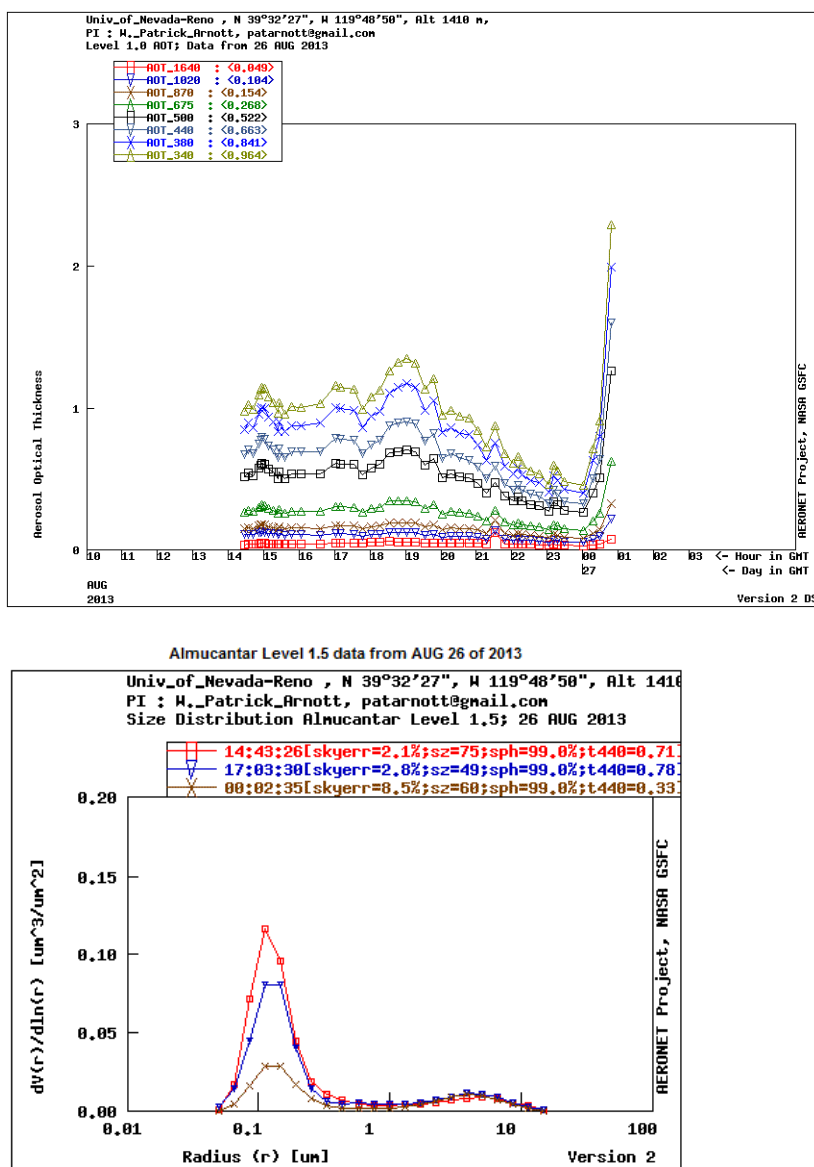 Univ_of_Nevada-Reno , N 39°32'27", W 119°48'50", Alt 1410 m,
PI : W._Patrick_Arnott, patarnott@gmail.com
Level 1.0 AOT; Data from 26 AUG 2013
AOT_1640 : <0.049>
AOT_1020 : <0.104>
AOT_870 : <0.154>
AOT_675 : <0.268>
AOT_500 : <0.522>
AOT_440 : <0.663>
AOT_380 : <0.841>
AOT_340 : <0.964>
3
2
1
0
Aerosol Optical Thickness
AERONET Project, NASA GSFC
10 11 12 13 14 15 16 17 18 19 20 21 22 23 00 01 02 03 <- Hour in GMT
27 <- Day in GMT
AUG
2013
Version 2 DS
Almucantar Level 1.5 data from AUG 26 of 2013
Univ_of_Nevada-Reno , N 39°32'27", W 119°48'50", Alt 1410
PI : W._Patrick_Arnott, patarnott@gmail.com
Size Distribution Almucantar Level 1.5; 26 AUG 2013
14:43:26[skyerr=2.1%;sz=75;sph=99.0%;t440=0.71]
17:03:30[skyerr=2.8%;sz=49;sph=99.0%;t440=0.78]
00:02:35[skyerr=8.5%;sz=60;sph=99.0%;t440=0.33]
0.20
0.15
0.10
0.05
0.00
dV(r)/dln(r) [um^3/um^2]
AERONET Project, NASA GSFC
0.01 0.1 1 10 100
Radius (r) [um]
Version 2